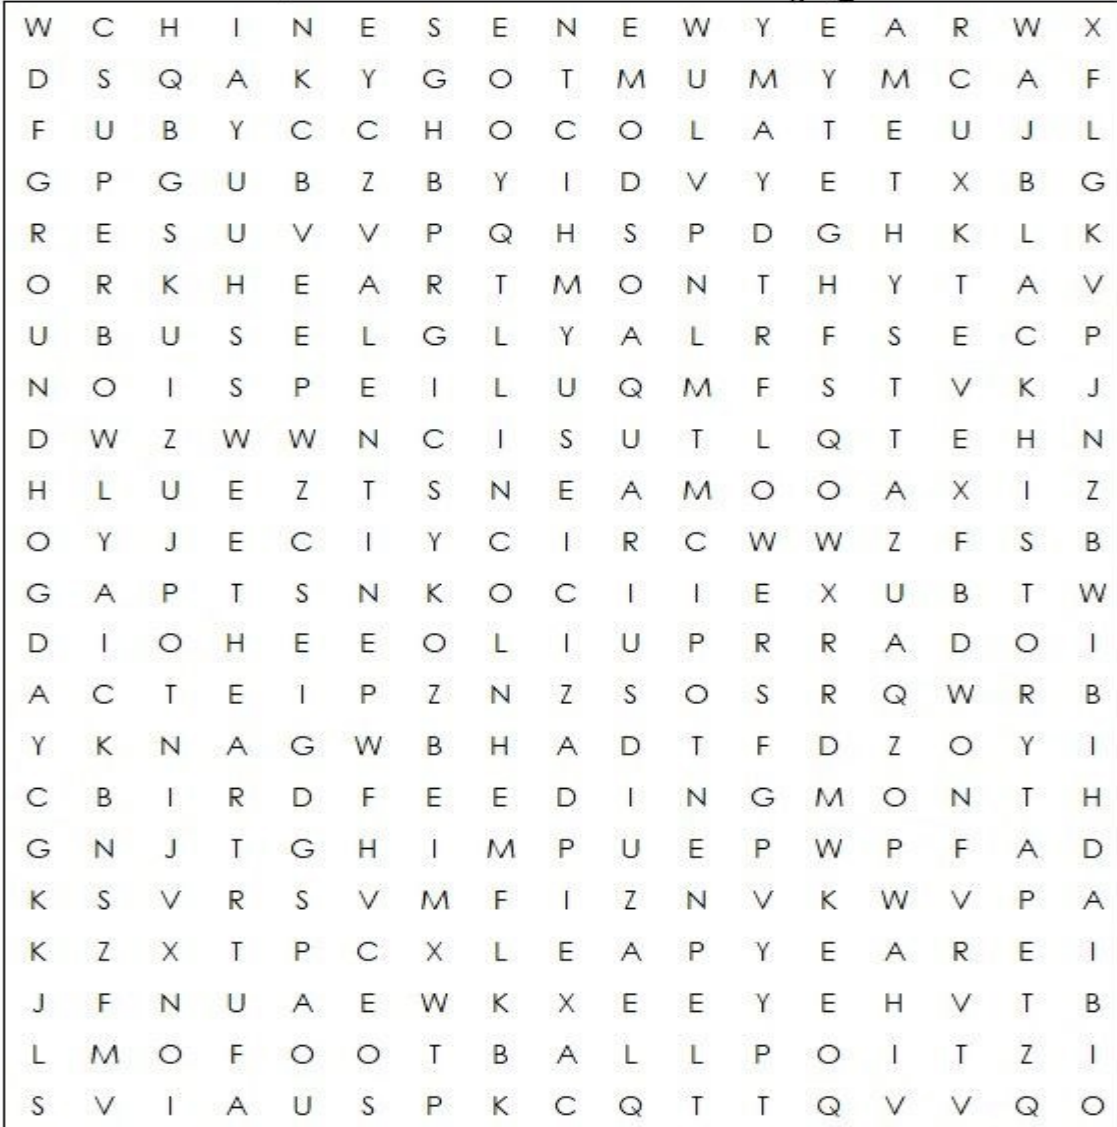 W C H I N E S E N E W Y E A R W X
D S Q A K Y G O T M U M Y M C A F
F U B Y C C H O C O L A T E U J L
G P G U B Z B Y I D V Y E T X B G
R E S U V V P Q H S P D G H K L K
O R K H E A R T M O N T H Y T A V
U B U S E L G L Y A L R F S E C P
N O I S P E I L U Q M F S T V K J
D W Z W W N C I S U T L Q T E H N
H L U E Z T S N E A M O O A X I Z
O Y J E C I Y C I R C W W Z F S B
G A P T S N K O C I I E X U B T W
D I O H E E O L I U P R R A D O I
A C T E I P Z N Z S O S R Q W R B
Y K N A G W B H A D T F D Z O Y I
C B I R D F E E D I N G M O N T H
G N J T G H I M P U E P W P F A D
K S V R S V M F I Z N V K W V P A
K Z X T P C X L E A P Y E A R E I
J F N U A E W K X E E Y E H V T B
L M O F O O T B A L L P O I T Z I
S V I A U S P K C Q T T Q V V Q O